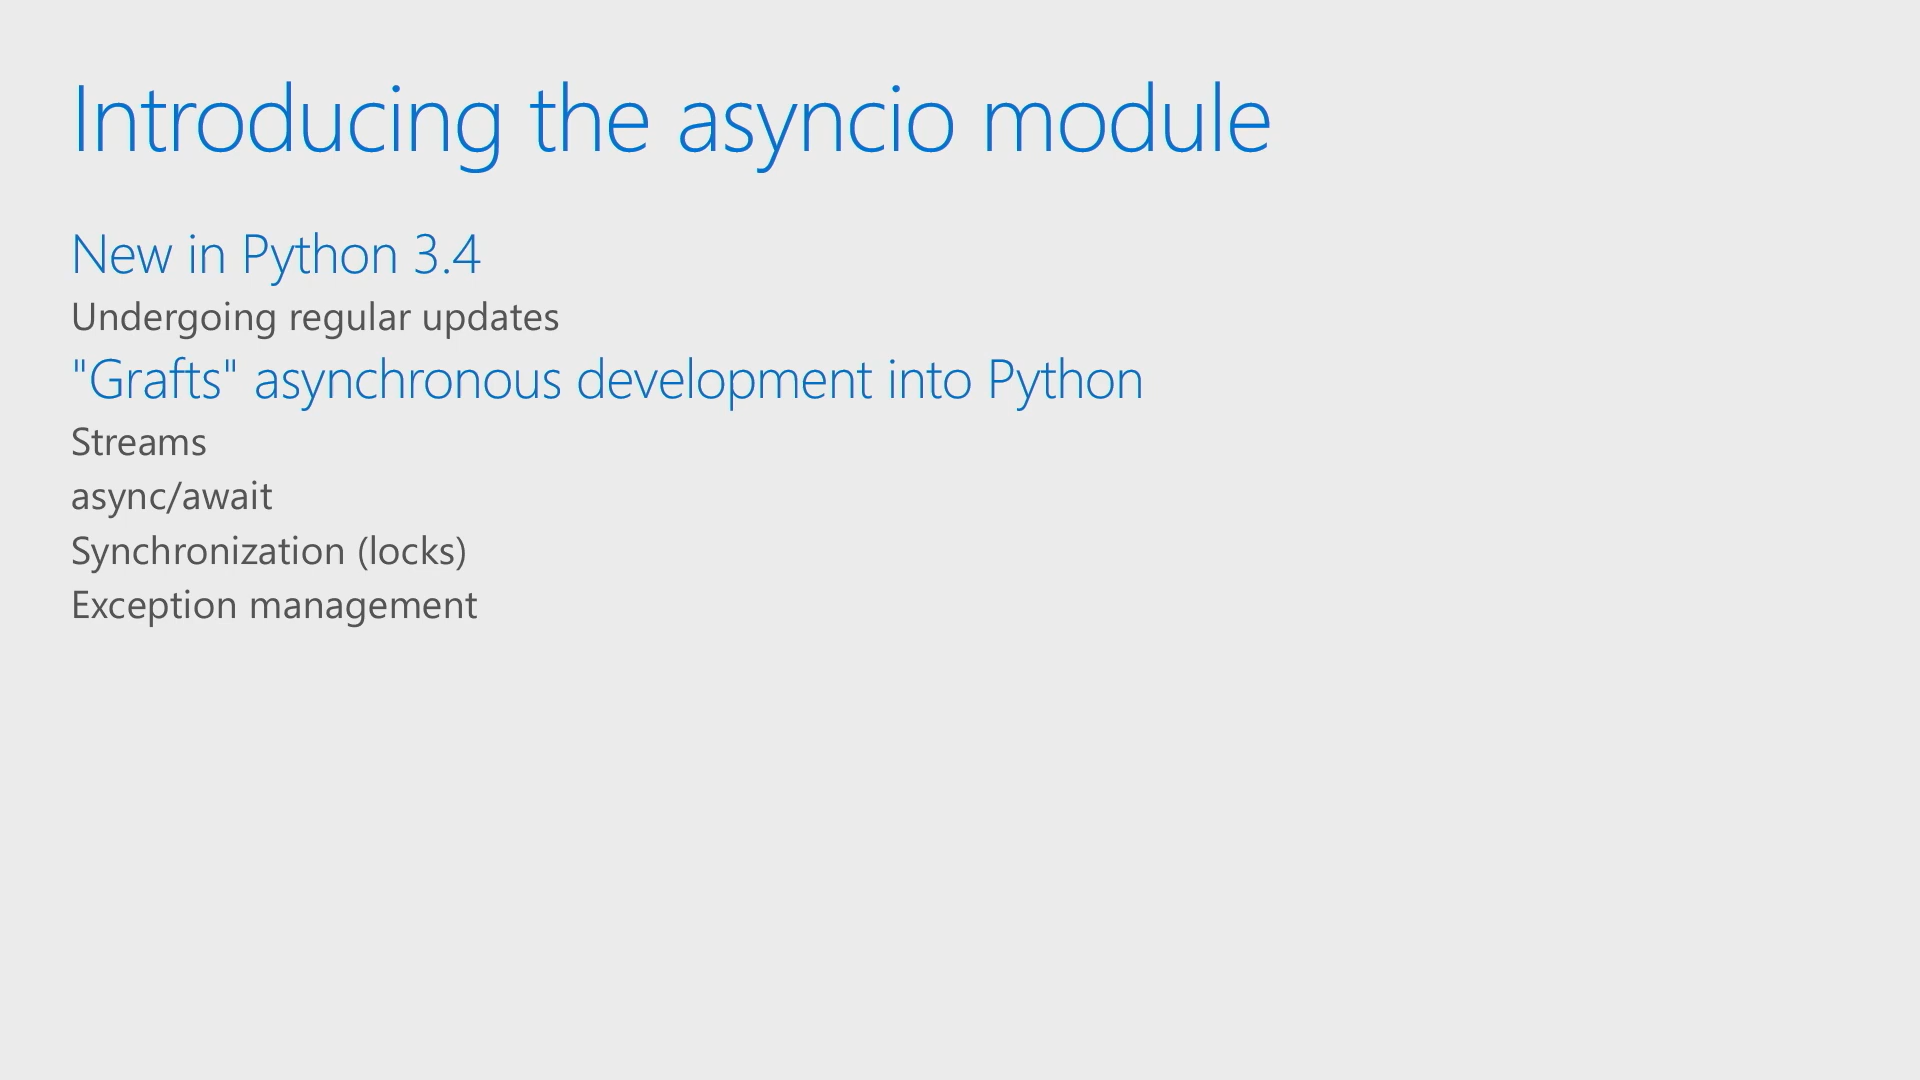 Introducing the asyncio module
New in Python 3.4
Undergoing regular updates
"Grafts" asynchronous development into Python
Streams
async/await
Synchronization (locks)
Exception management